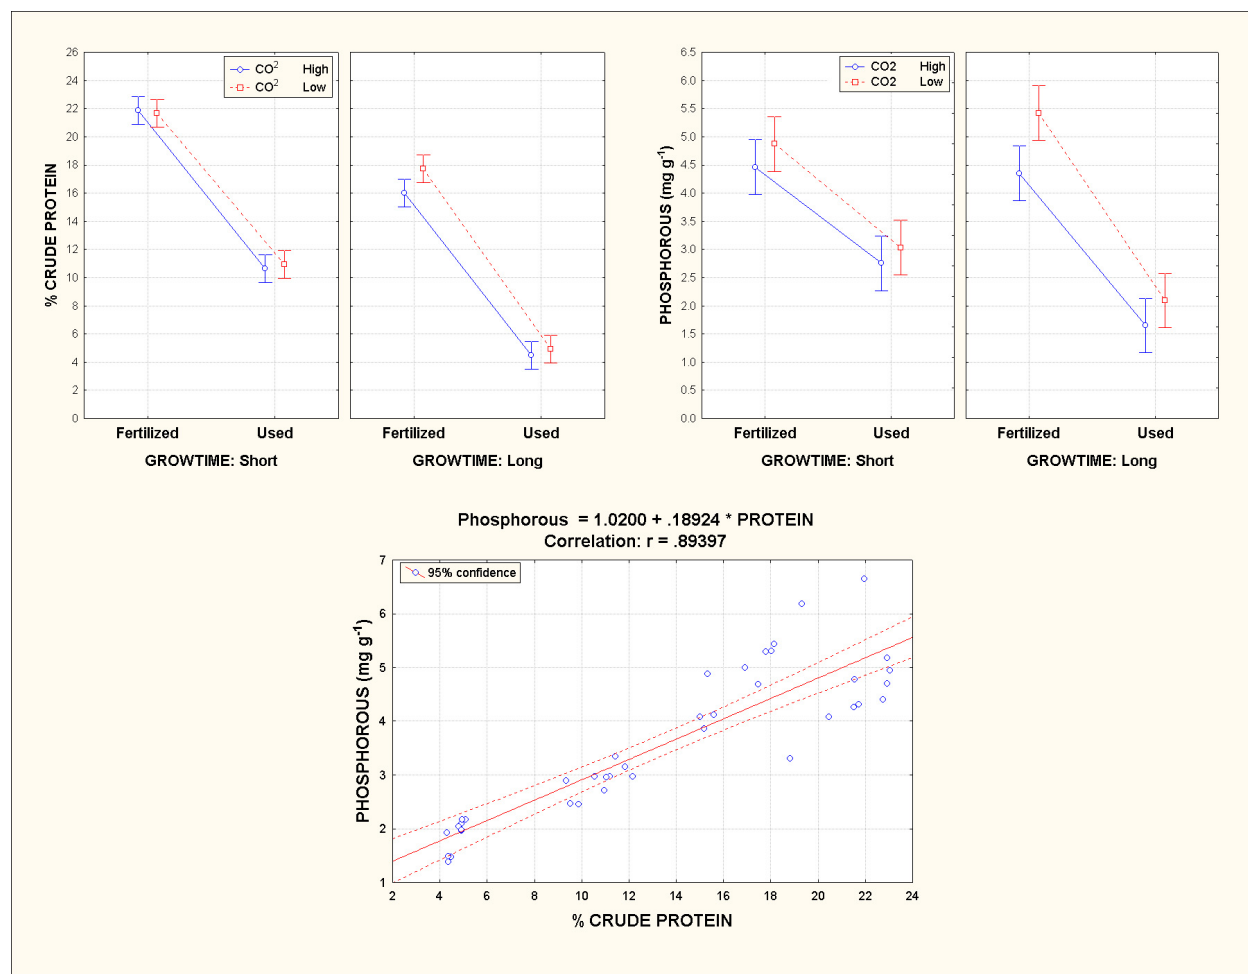 26
24
22
20
18
16
14
12
10
8
6
4
2
0
% CRUDE PROTEIN
CO² High
CO² Low
Fertilized Used
GROWTIME: Short
Fertilized Used
GROWTIME: Long
6.5
6.0
5.5
5.0
4.5
4.0
3.5
3.0
2.5
2.0
1.5
1.0
0.5
0.0
PHOSPHOROUS (mg g⁻¹)
CO2 High
CO2 Low
Fertilized Used
GROWTIME: Short
Fertilized Used
GROWTIME: Long
Phosphorous = 1.0200 + .18924 * PROTEIN
Correlation: r = .89397
95% confidence
7
6
5
4
3
2
1
PHOSPHOROUS (mg g⁻¹)
2 4 6 8 10 12 14 16 18 20 22 24
% CRUDE PROTEIN